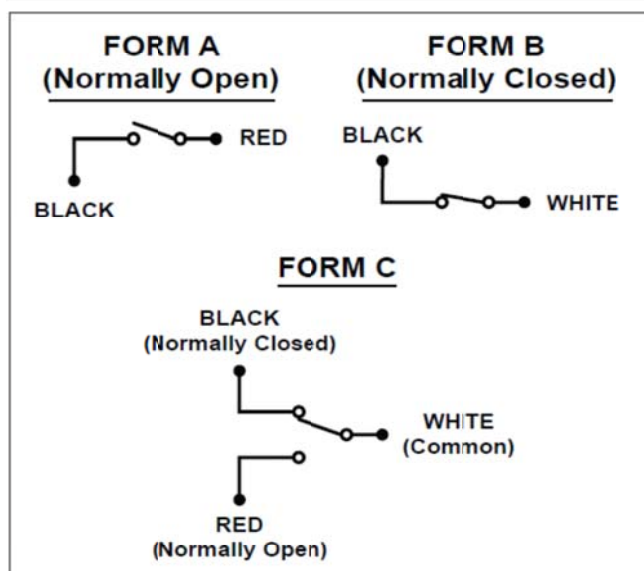 FORM A
(Normally Open)
RED
BLACK
FORM B
(Normally Closed)
BLACK
WHITE
FORM C
BLACK
(Normally Closed)
WHITE
(Common)
RED
(Normally Open)